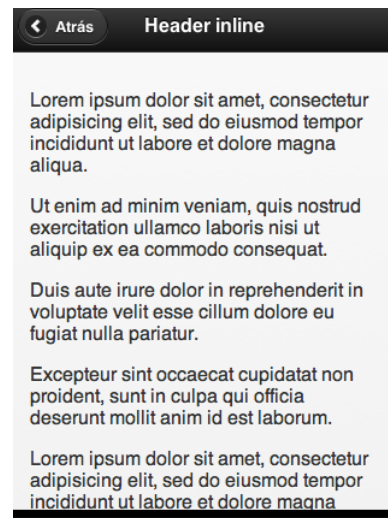 Atrás Header inline
Lorem ipsum dolor sit amet, consectetur
adipisicing elit, sed do eiusmod tempor
incididunt ut labore et dolore magna
aliqua.
Ut enim ad minim veniam, quis nostrud
exercitation ullamco laboris nisi ut
aliquip ex ea commodo consequat.
Duis aute irure dolor in reprehenderit in
voluptate velit esse cillum dolore eu
fugiat nulla pariatur.
Excepteur sint occaecat cupidatat non
proident, sunt in culpa qui officia
deserunt mollit anim id est laborum.
Lorem ipsum dolor sit amet, consectetur
adipisicing elit, sed do eiusmod tempor
incididunt ut labore et dolore magna